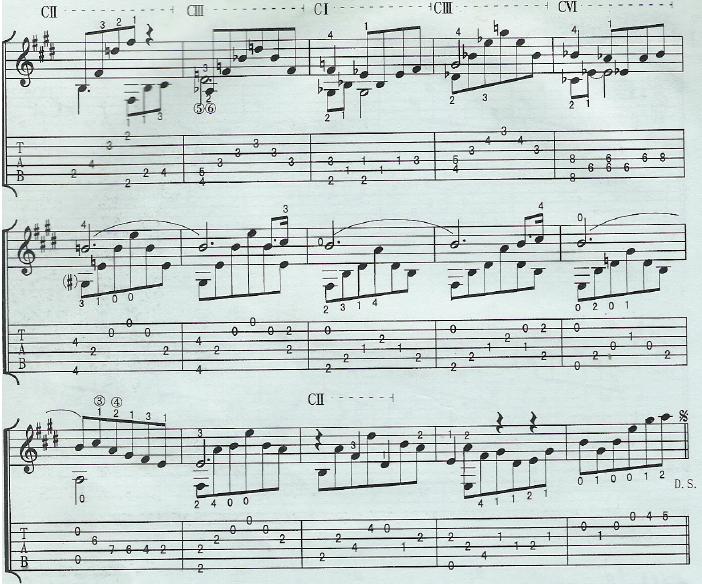 CII CIII CI CIII CVI
3 2 1 4 1 4 1
3
2
⑤⑥
1 1 3 2 1 2 3 2 1
T
A
B
2 4 3 2 2 2 4
5 4 3 3 2 3 3
3 2 1 1 2 1 1 3
5 4 3 4 3 4 3
8 8 6 6 6 6 8
4 3 4 0
0
(#)
3 1 0 0 2 3 1 4 0 2 0 1
T
A
B
4 4 2 0 0 0 2
4 4 2 0 0 0 2 2
0 2 2 1 2 1 2
0 2 2 1 0 2 2
0 0 2 0 1 0 2
③ ④ CII
1 2 1 3 1 3 3 2 1 2
0 2 4 0 0 4 1 1 2 1 0 1 0 0 1 2
D.S.
T
A
B
0 0 6 7 6 4 2
2 2 2 0 0 0 2
2 2 4 0 1 2
2 0 2 4 1 1 2 1
0 1 0 0 4 5